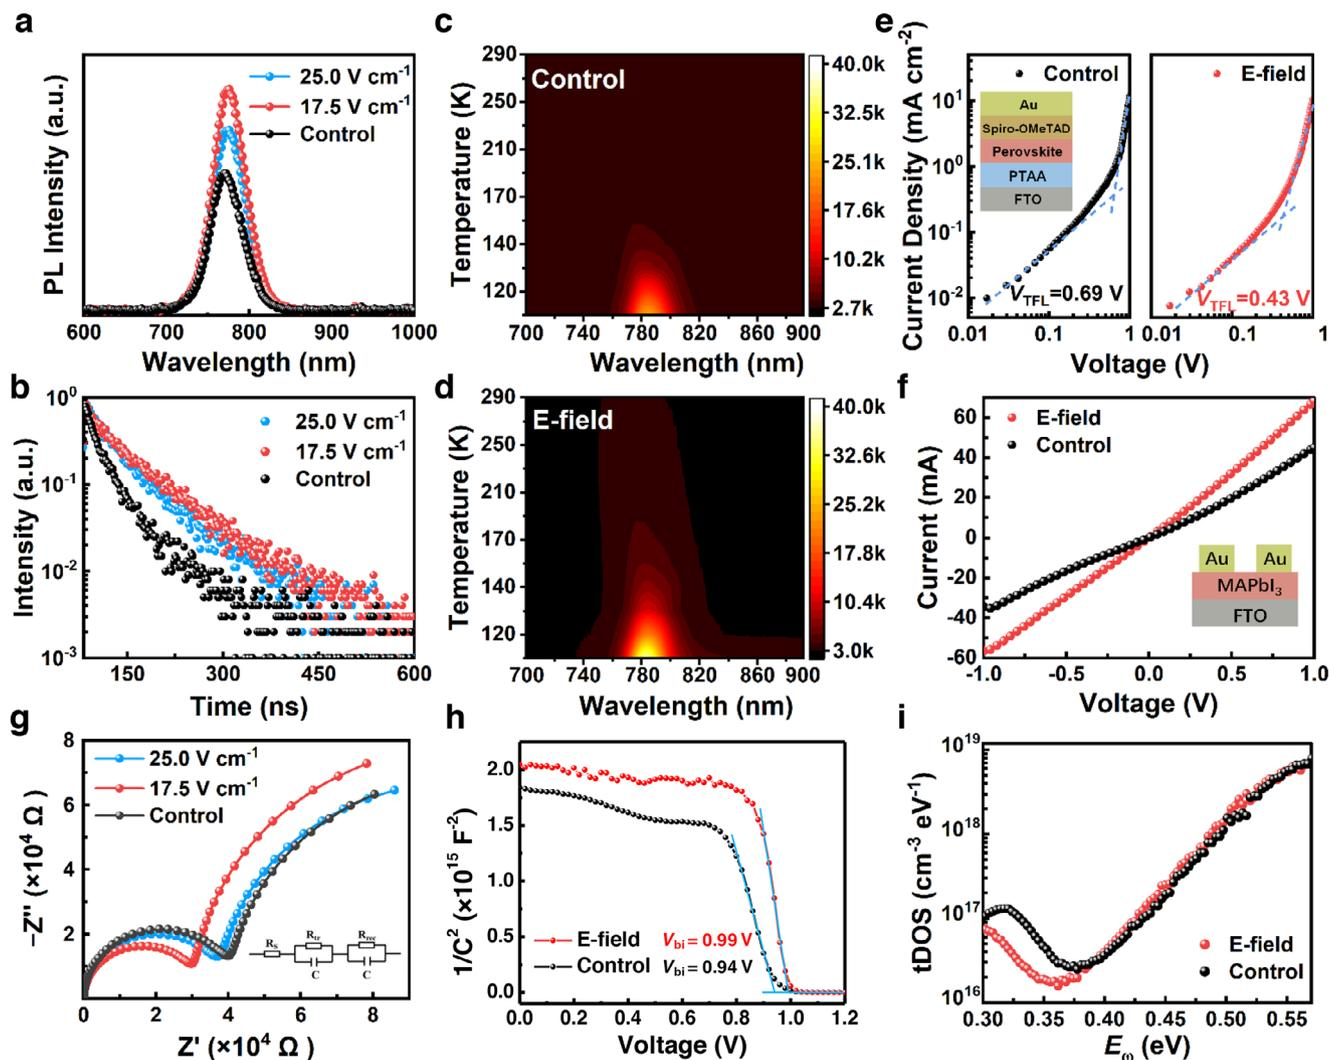 a
PL Intensity (a.u.)
25.0 V cm⁻¹
17.5 V cm⁻¹
Control
600 700 800 900 1000
Wavelength (nm)
b
Intensity (a.u.)
10⁰
10⁻¹
10⁻²
10⁻³
25.0 V cm⁻¹
17.5 V cm⁻¹
Control
150 300 450 600
Time (ns)
c
Temperature (K)
290
250
210
170
140
120
Control
40.0k
32.5k
25.1k
17.6k
10.2k
2.7k
700 740 780 820 860 900
Wavelength (nm)
d
Temperature (K)
290
250
210
170
140
120
E-field
40.0k
32.6k
25.2k
17.8k
10.4k
3.0k
700 740 780 820 860 900
Wavelength (nm)
e
Current Density (mA cm⁻²)
10¹
10⁰
10⁻¹
10⁻²
Control
Au
Spiro-OMeTAD
Perovskite
PTAA
FTO
V_TFL=0.69 V
0.01 0.1 1
E-field
V_TFL=0.43 V
0.01 0.1 1
Voltage (V)
f
Current (mA)
60
40
20
0
-20
-40
-60
E-field
Control
Au Au
MAPbI₃
FTO
-1.0 -0.5 0.0 0.5 1.0
Voltage (V)
g
−Z'' (×10⁴ Ω)
8
6
4
2
25.0 V cm⁻¹
17.5 V cm⁻¹
Control
R_S R_tr R_rec
C C
0 2 4 6 8
Z' (×10⁴ Ω)
h
1/C² (×10¹⁵ F⁻²)
2.0
1.5
1.0
0.5
0.0
E-field V_bi = 0.99 V
Control V_bi = 0.94 V
0.0 0.2 0.4 0.6 0.8 1.0 1.2
Voltage (V)
i
tDOS (cm⁻³ eV⁻¹)
10¹⁹
10¹⁸
10¹⁷
10¹⁶
E-field
Control
0.30 0.35 0.40 0.45 0.50 0.55
E_ω (eV)